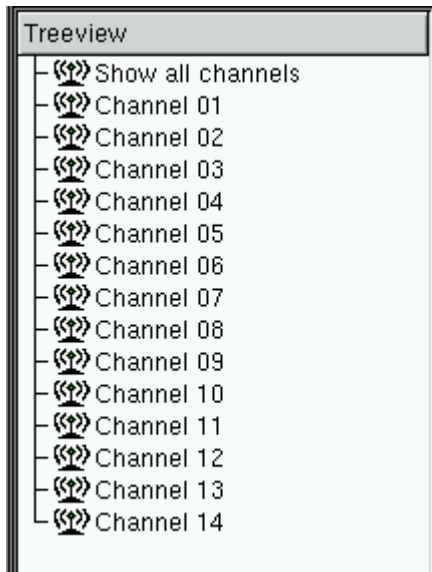 Treeview
Show all channels
Channel 01
Channel 02
Channel 03
Channel 04
Channel 05
Channel 06
Channel 07
Channel 08
Channel 09
Channel 10
Channel 11
Channel 12
Channel 13
Channel 14